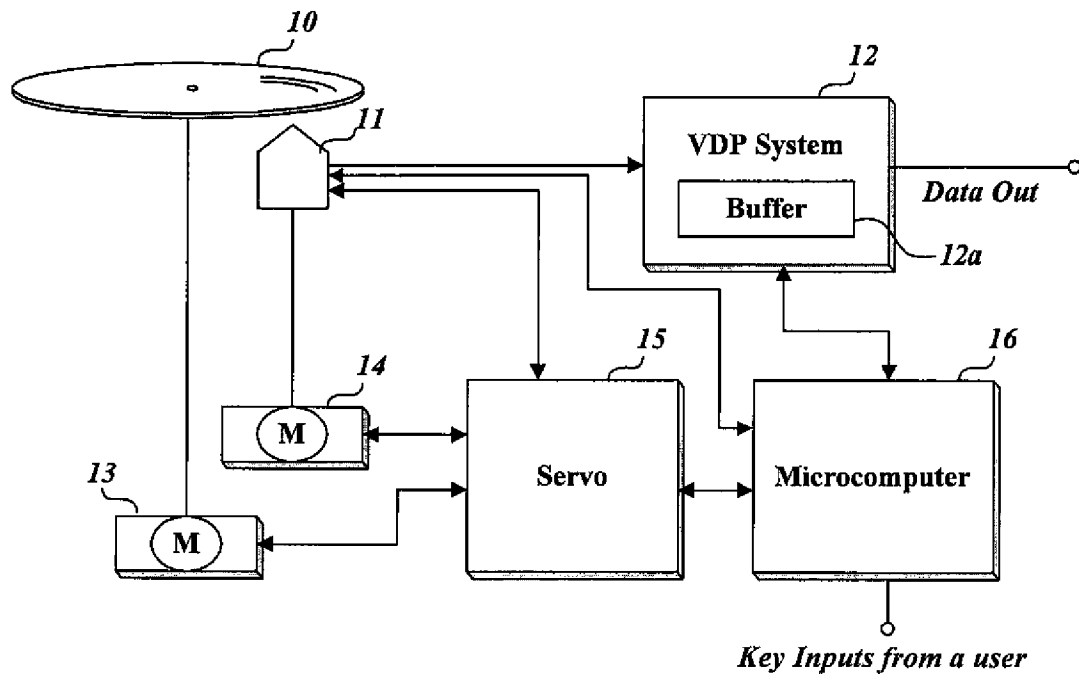 10
12
11
VDP System
Buffer
Data Out
12a
15
16
14
M
Servo
Microcomputer
13
M
Key Inputs from a user